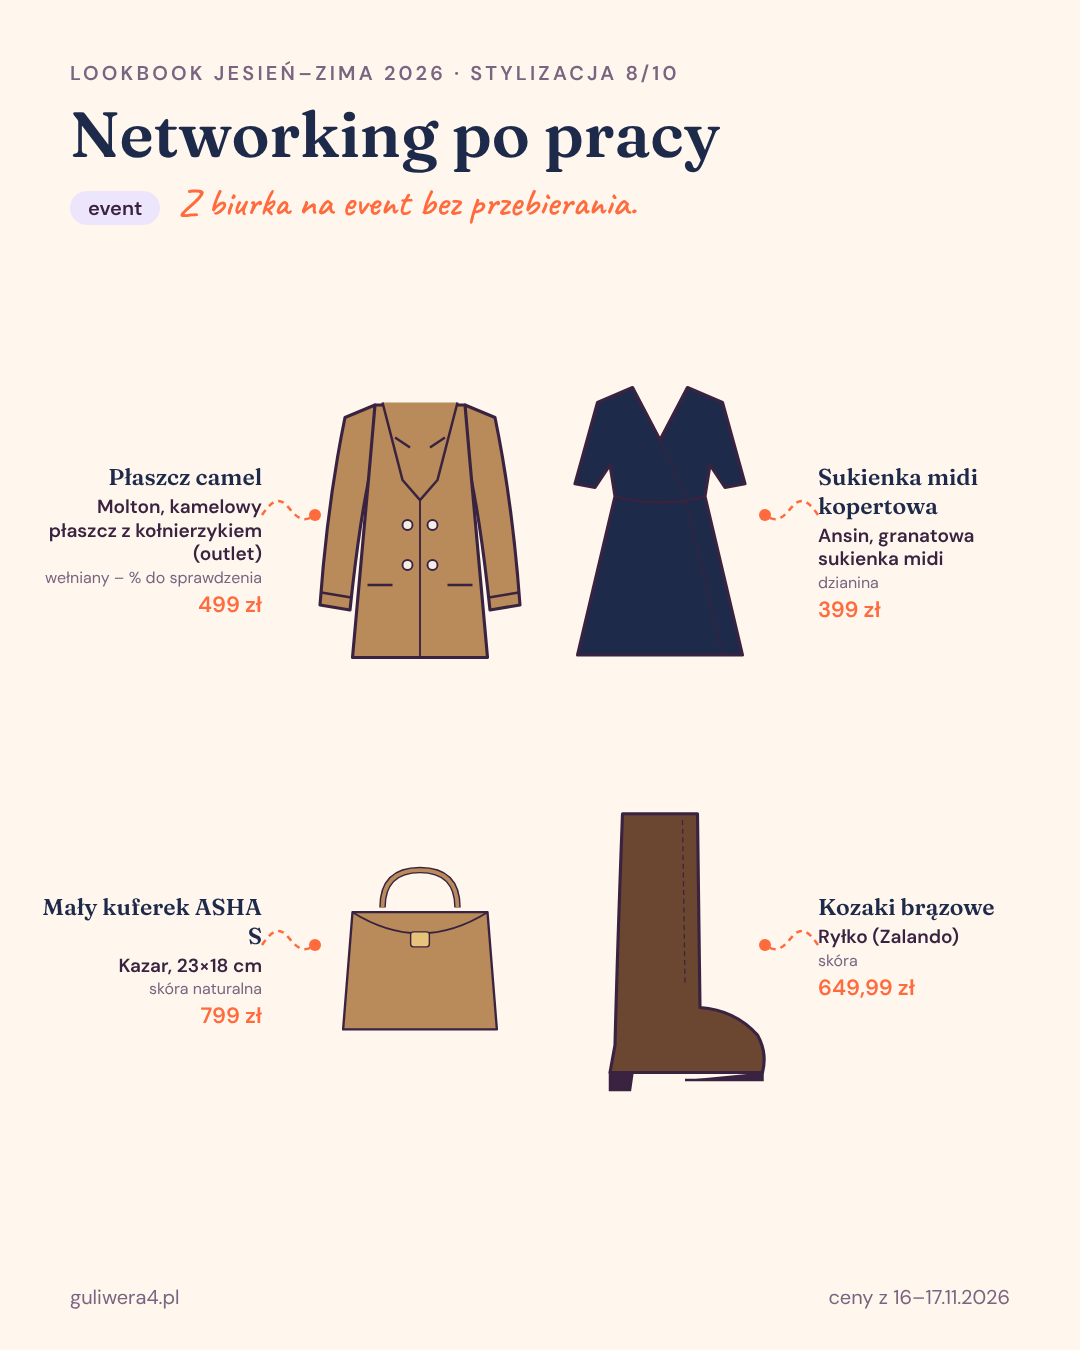 LOOKBOOK JESIEŃ–ZIMA 2026 · STYLIZACJA 8/10
Networking po pracy
event
Z biurka na event bez przebierania.
Płaszcz camel
Molton, kamelowy
płaszcz z kołnierzykiem
(outlet)
wełniany – % do sprawdzenia
499 zł
Sukienka midi
kopertowa
Ansin, granatowa
sukienka midi
dzianina
399 zł
Mały kuferek ASHA
S
Kazar, 23×18 cm
skóra naturalna
799 zł
Kozaki brązowe
Ryłko (Zalando)
skóra
649,99 zł
guliwera4.pl
ceny z 16–17.11.2026